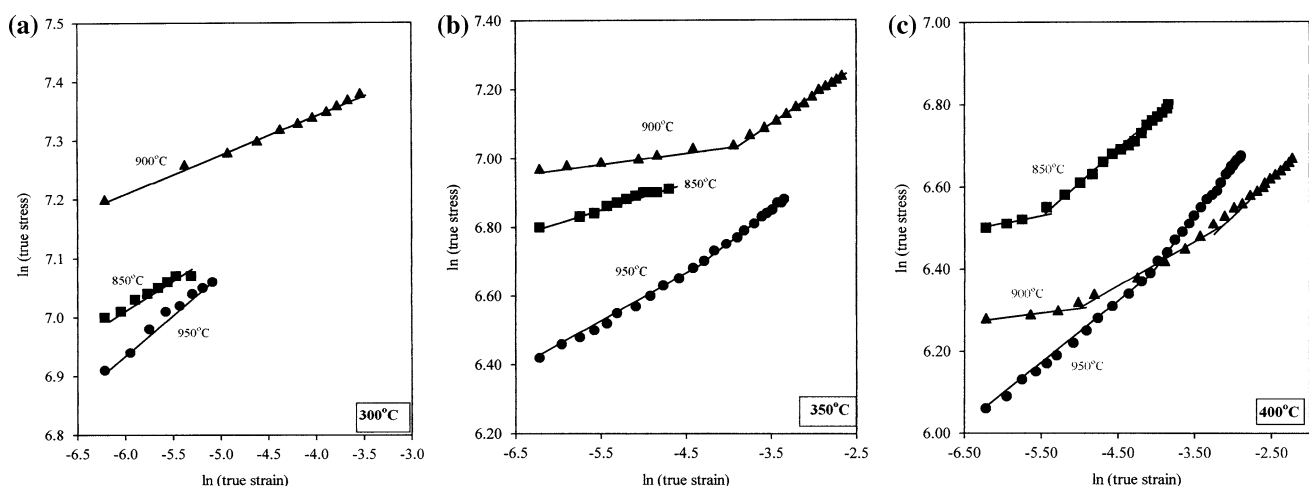 (a)
7.5
7.4
7.3
7.2
7.1
7.0
6.9
6.8
ln (true stress)
900°C
850°C
950°C
300°C
-6.5 -6.0 -5.5 -5.0 -4.5 -4.0 -3.5 -3.0
ln (true strain)
(b)
7.40
7.20
7.00
6.80
6.60
6.40
6.20
ln (true stress)
900°C
850°C
950°C
350°C
-6.5 -5.5 -4.5 -3.5 -2.5
ln (true strain)
(c)
7.00
6.80
6.60
6.40
6.20
6.00
ln (true stress)
850°C
900°C
950°C
400°C
-6.50 -5.50 -4.50 -3.50 -2.50
ln (true strain)